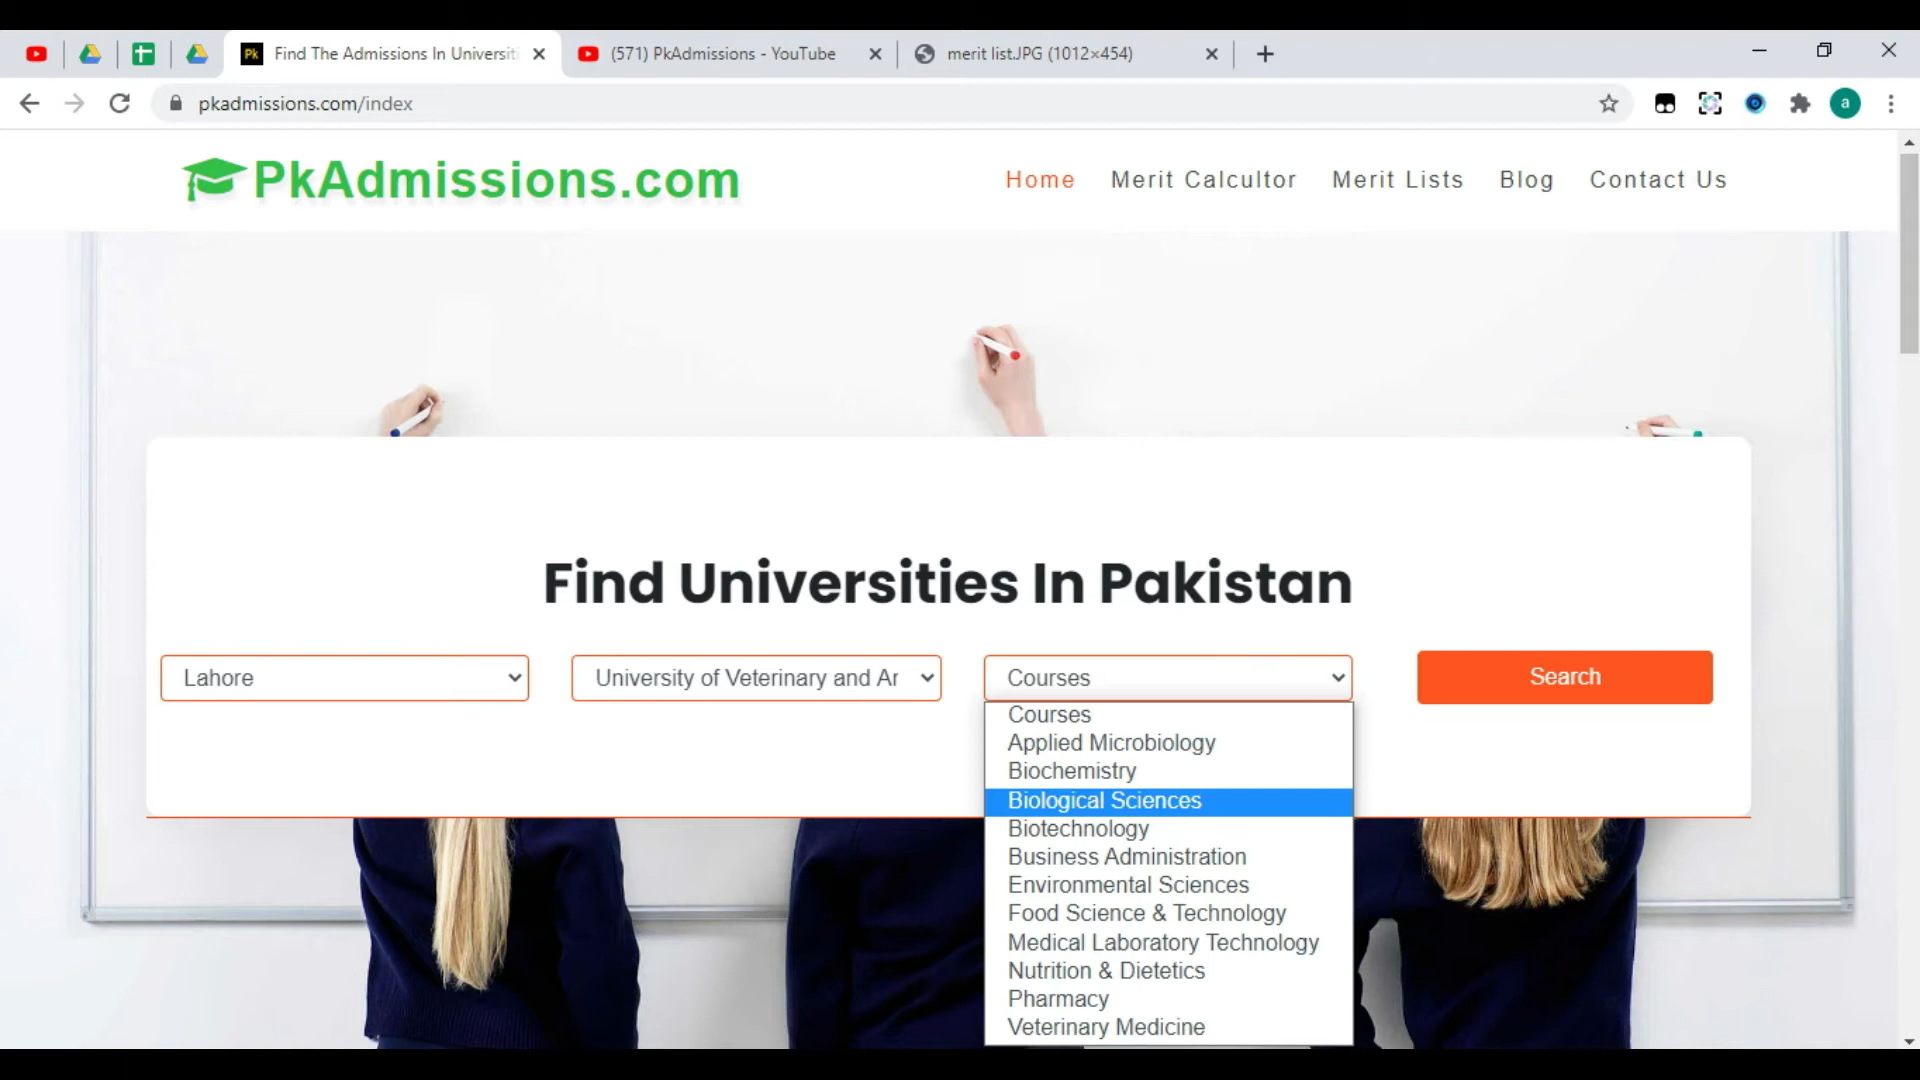 Pk
Find The Admissions In Universiti
(571) PkAdmissions - YouTube
merit list.JPG (1012×454)
pkadmissions.com/index
a
PkAdmissions.com
Home
Merit Calcultor
Merit Lists
Blog
Contact Us
Find Universities In Pakistan
Lahore
University of Veterinary and Ar
Courses
Search
Courses
Applied Microbiology
Biochemistry
Biological Sciences
Biotechnology
Business Administration
Environmental Sciences
Food Science & Technology
Medical Laboratory Technology
Nutrition & Dietetics
Pharmacy
Veterinary Medicine